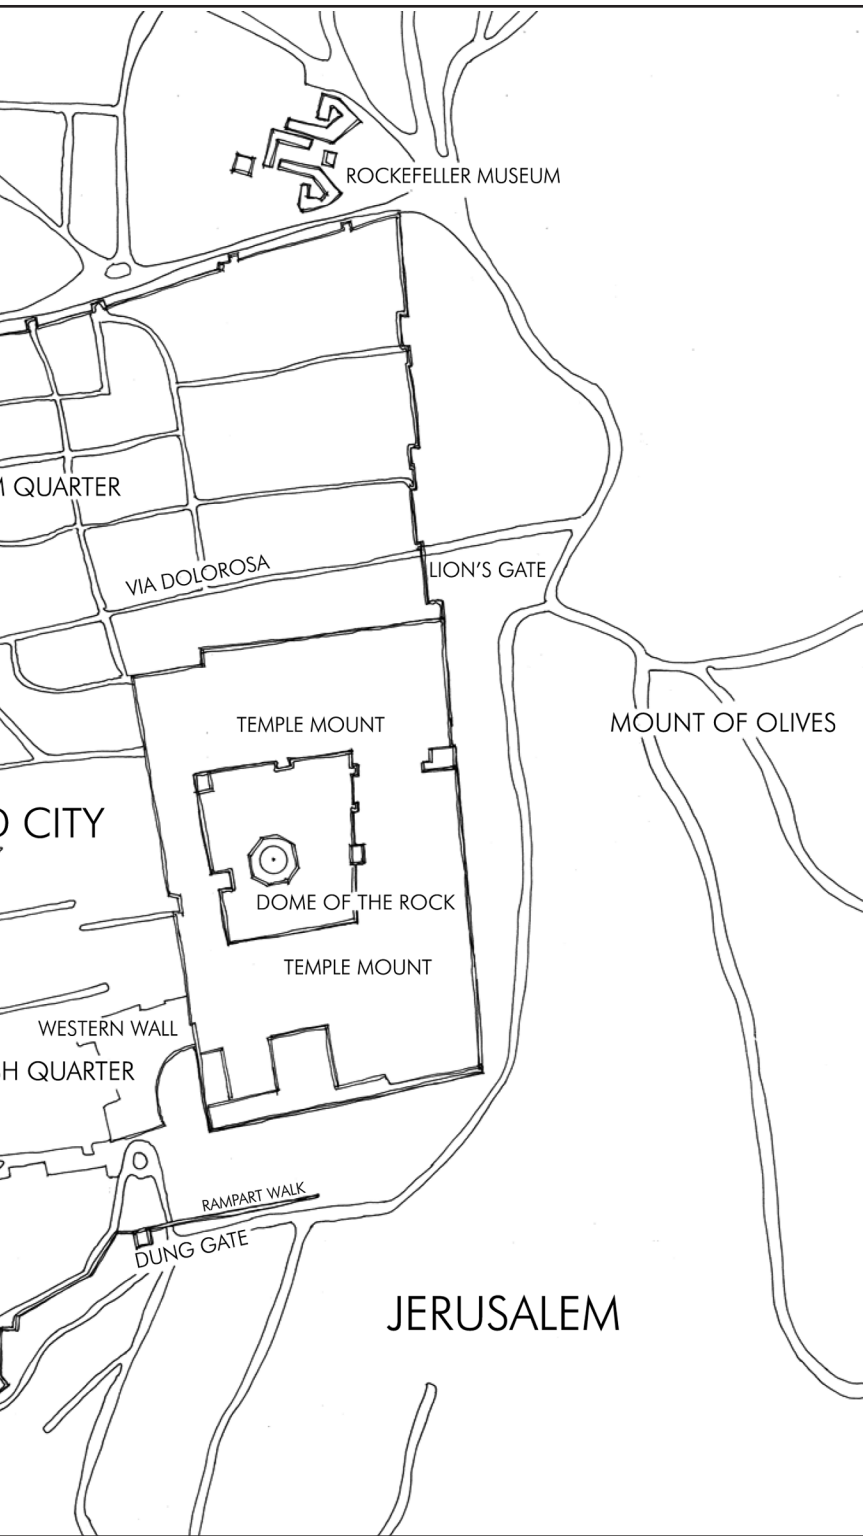 ROCKEFELLER MUSEUM
QUARTER
VIA DOLOROSA
LION'S GATE
TEMPLE MOUNT
MOUNT OF OLIVES
CITY
DOME OF THE ROCK
TEMPLE MOUNT
WESTERN WALL
QUARTER
RAMPART WALK
DUNG GATE
JERUSALEM